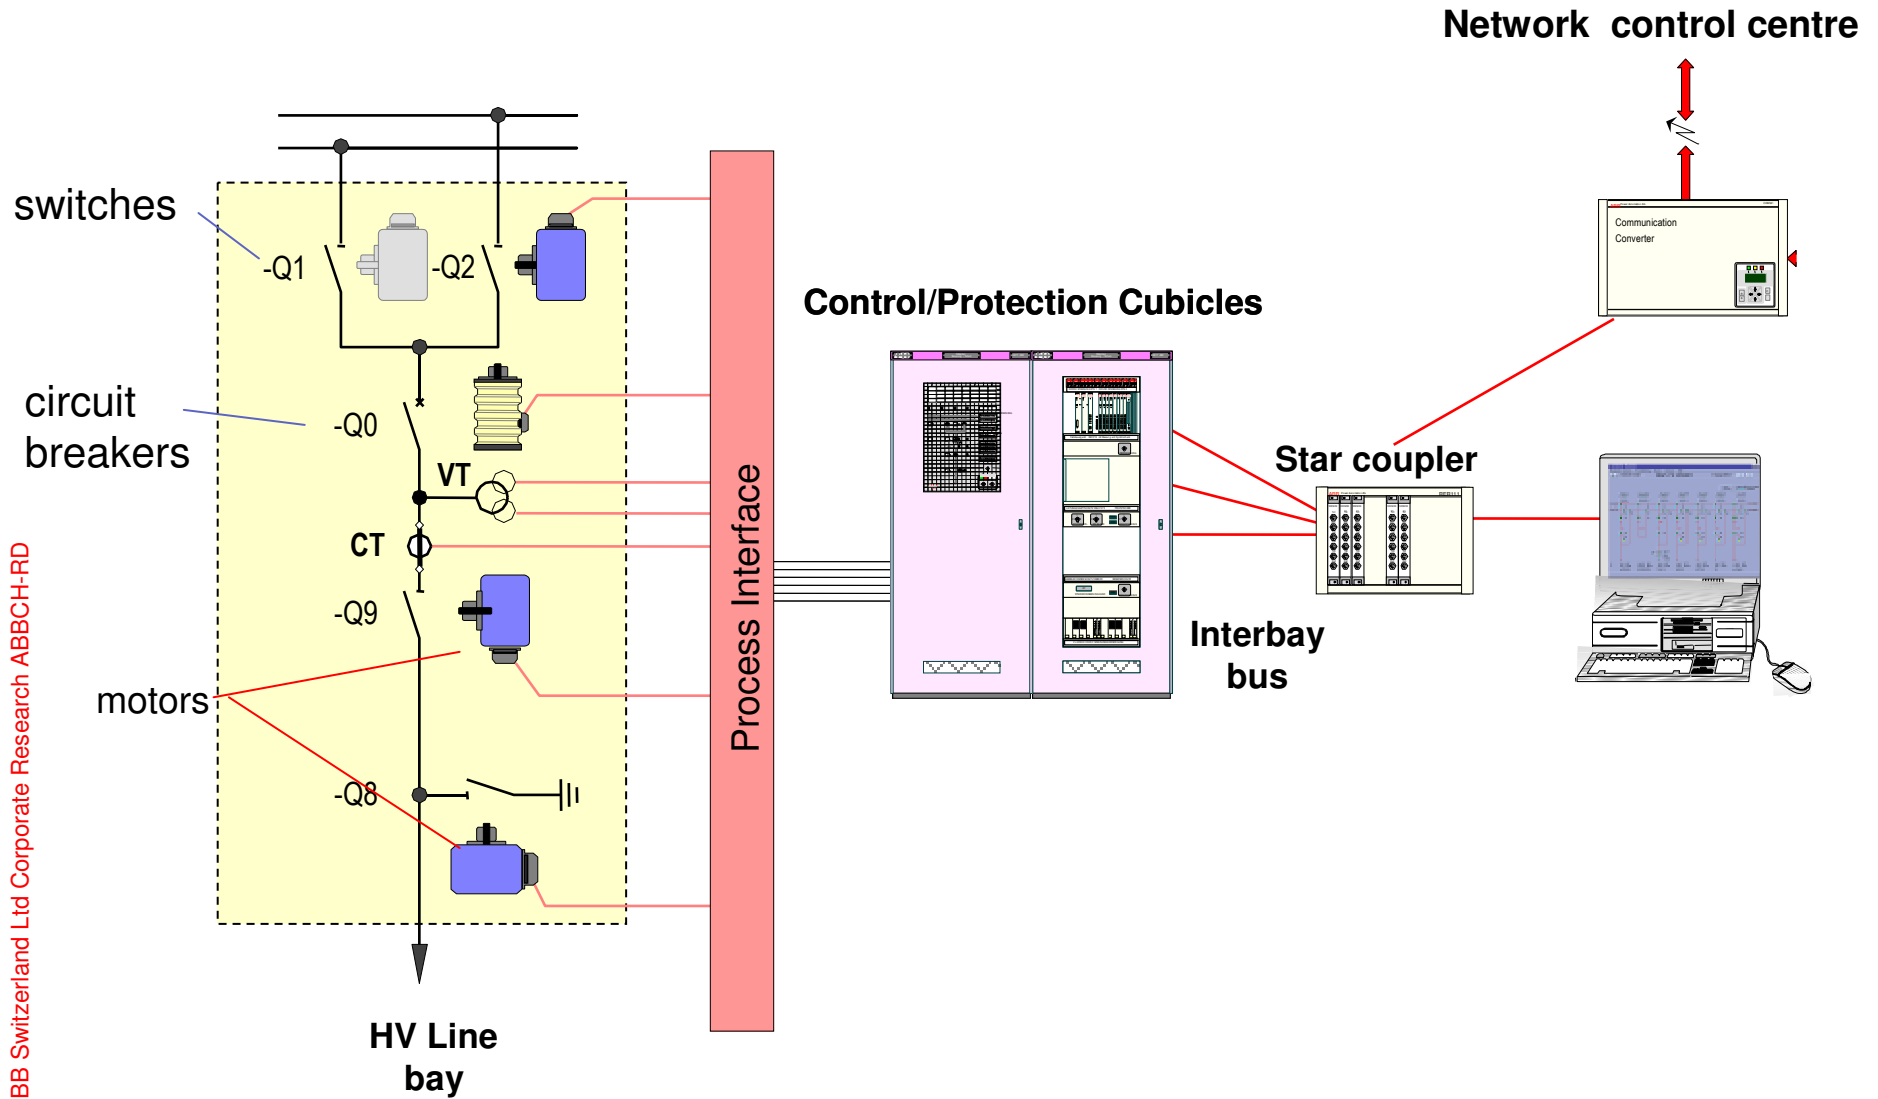 Network control centre
switches
-Q1
-Q2
Communication
Converter
Control/Protection Cubicles
circuit
breakers
-Q0
VT
CT
Star coupler
-Q9
Process Interface
Interbay
bus
motors
-Q8
HV Line
bay
BB Switzerland Ltd Corporate Research ABBCH-RD